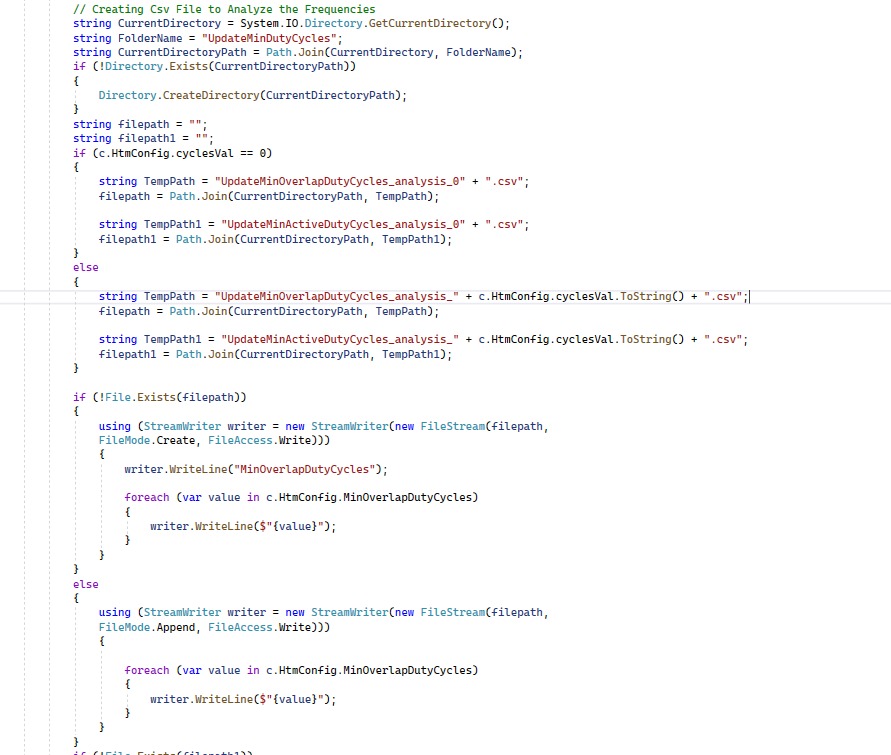 // Creating Csv File to Analyze the Frequencies
string CurrentDirectory = System.IO.Directory.GetCurrentDirectory();
string FolderName = "UpdateMinDutyCycles";
string CurrentDirectoryPath = Path.Join(CurrentDirectory, FolderName);
if (!Directory.Exists(CurrentDirectoryPath))
{
Directory.CreateDirectory(CurrentDirectoryPath);
}
string filepath = "";
string filepath1 = "";
if (c.HtmConfig.cyclesVal == 0)
{
string TempPath = "UpdateMinOverlapDutyCycles_analysis_0" + ".csv";
filepath = Path.Join(CurrentDirectoryPath, TempPath);
string TempPath1 = "UpdateMinActiveDutyCycles_analysis_0" + ".csv";
filepath1 = Path.Join(CurrentDirectoryPath, TempPath1);
}
else
{
string TempPath = "UpdateMinOverlapDutyCycles_analysis_" + c.HtmConfig.cyclesVal.ToString() + ".csv";
filepath = Path.Join(CurrentDirectoryPath, TempPath);
string TempPath1 = "UpdateMinActiveDutyCycles_analysis_" + c.HtmConfig.cyclesVal.ToString() + ".csv";
filepath1 = Path.Join(CurrentDirectoryPath, TempPath1);
}
if (!File.Exists(filepath))
{
using (StreamWriter writer = new StreamWriter(new FileStream(filepath,
FileMode.Create, FileAccess.Write)))
{
writer.WriteLine("MinOverlapDutyCycles");
foreach (var value in c.HtmConfig.MinOverlapDutyCycles)
{
writer.WriteLine($"{value}");
}
}
}
else
{
using (StreamWriter writer = new StreamWriter(new FileStream(filepath,
FileMode.Append, FileAccess.Write)))
{
foreach (var value in c.HtmConfig.MinOverlapDutyCycles)
{
writer.WriteLine($"{value}");
}
}
}
if (!File.Exists(filepath1))